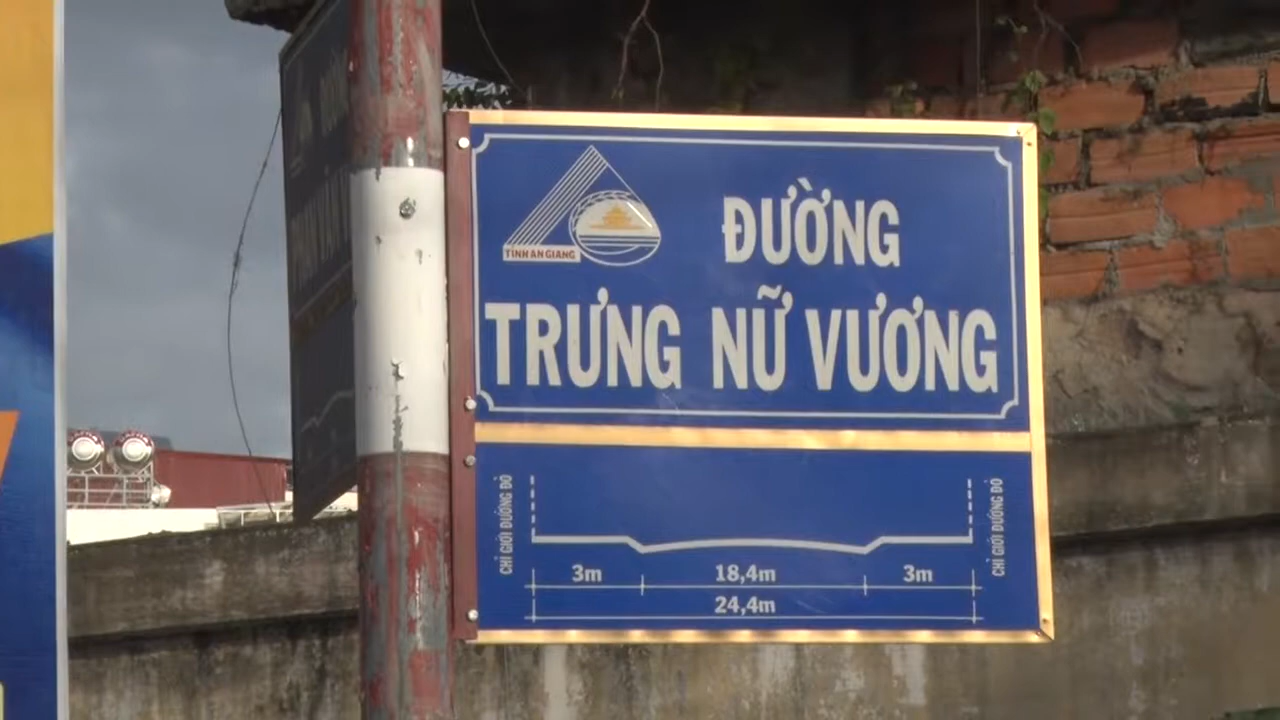 TỈNH AN GIANG
ĐƯỜNG
TRƯNG NỮ VƯƠNG
CHỈ GIỚI ĐƯỜNG ĐỎ
CHỈ GIỚI ĐƯỜNG ĐỎ
3m 18,4m 3m
24,4m